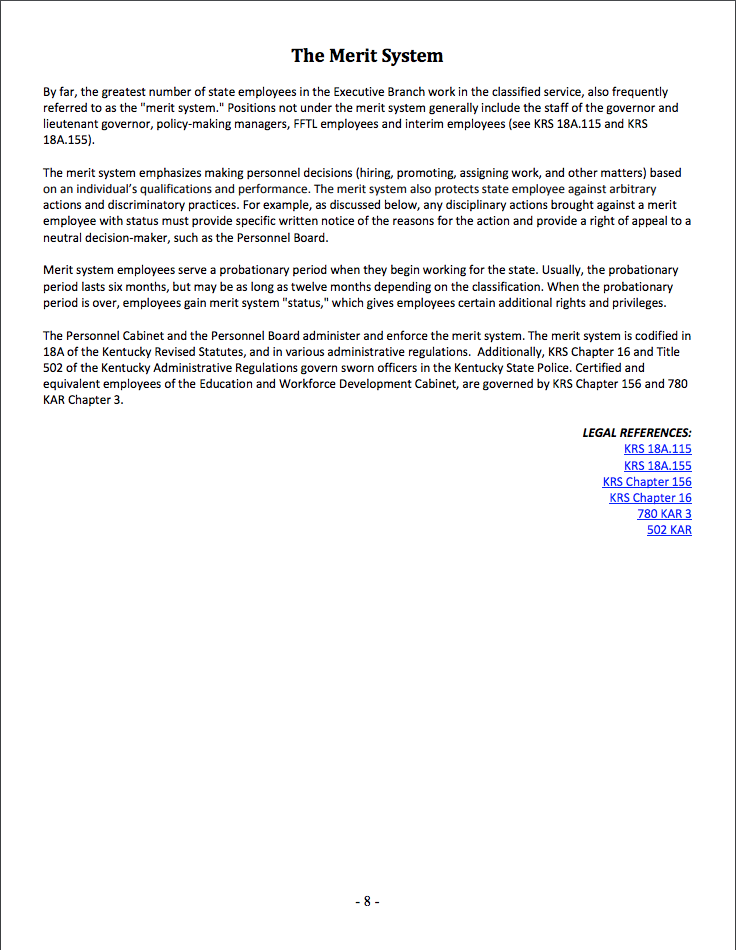 The Merit System
By far, the greatest number of state employees in the Executive Branch work in the classified service, also frequently
referred to as the "merit system." Positions not under the merit system generally include the staff of the governor and
lieutenant governor, policy-making managers, FFTL employees and interim employees (see KRS 18A.115 and KRS
18A.155).
The merit system emphasizes making personnel decisions (hiring, promoting, assigning work, and other matters) based
on an individual’s qualifications and performance. The merit system also protects state employee against arbitrary
actions and discriminatory practices. For example, as discussed below, any disciplinary actions brought against a merit
employee with status must provide specific written notice of the reasons for the action and provide a right of appeal to a
neutral decision-maker, such as the Personnel Board.
Merit system employees serve a probationary period when they begin working for the state. Usually, the probationary
period lasts six months, but may be as long as twelve months depending on the classification. When the probationary
period is over, employees gain merit system "status," which gives employees certain additional rights and privileges.
The Personnel Cabinet and the Personnel Board administer and enforce the merit system. The merit system is codified in
18A of the Kentucky Revised Statutes, and in various administrative regulations.  Additionally, KRS Chapter 16 and Title
502 of the Kentucky Administrative Regulations govern sworn officers in the Kentucky State Police. Certified and
equivalent employees of the Education and Workforce Development Cabinet, are governed by KRS Chapter 156 and 780
KAR Chapter 3.
LEGAL REFERENCES:
KRS 18A.115
KRS 18A.155
KRS Chapter 156
KRS Chapter 16
780 KAR 3
502 KAR
- 8 -